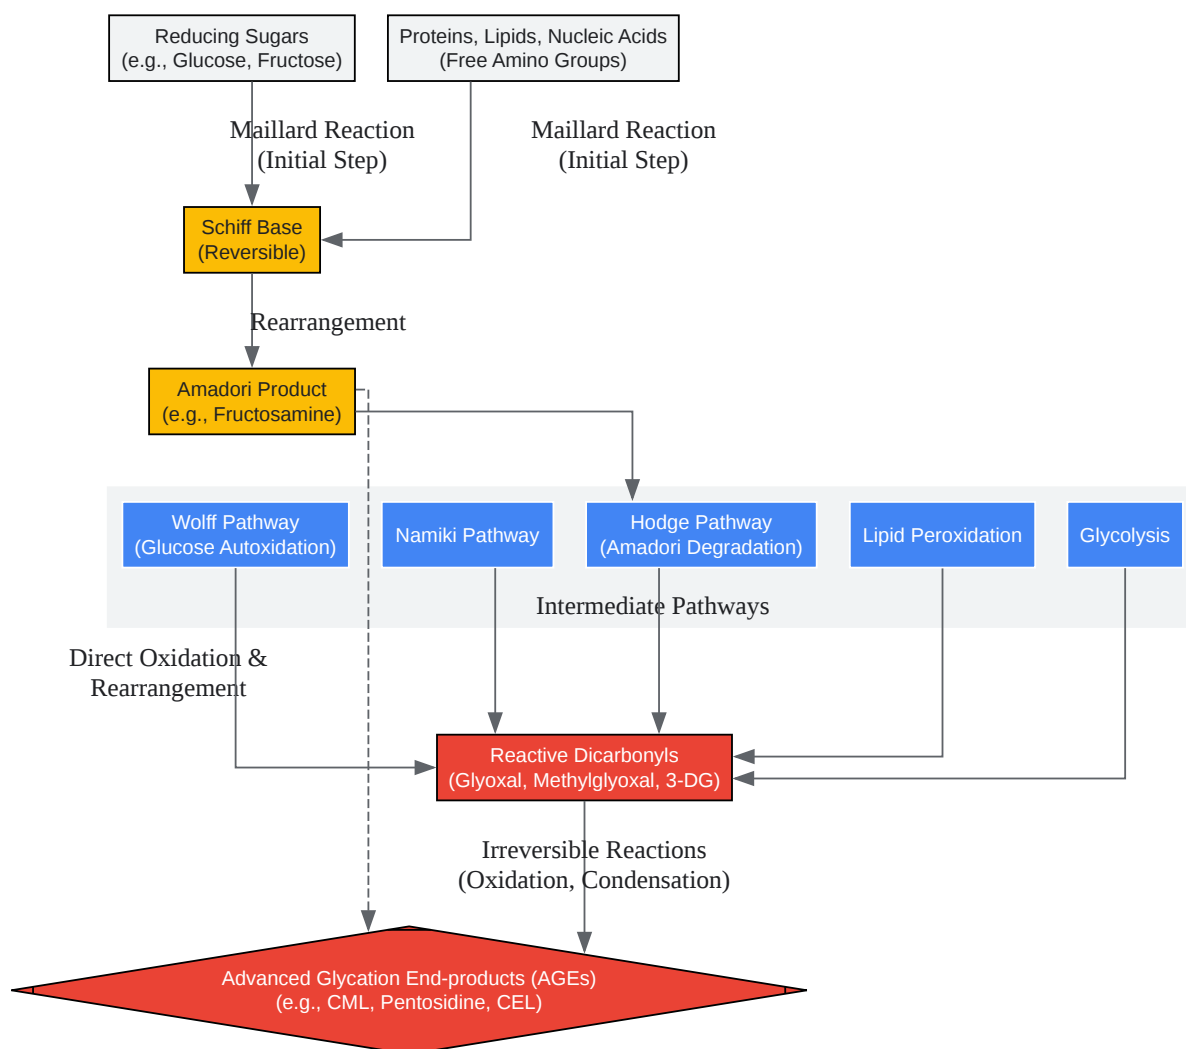 Reducing Sugars
(e.g., Glucose, Fructose)
Proteins, Lipids, Nucleic Acids
(Free Amino Groups)
Maillard Reaction
(Initial Step)
Maillard Reaction
(Initial Step)
Schiff Base
(Reversible)
Rearrangement
Amadori Product
(e.g., Fructosamine)
Wolff Pathway
(Glucose Autoxidation)
Namiki Pathway
Hodge Pathway
(Amadori Degradation)
Lipid Peroxidation
Glycolysis
Intermediate Pathways
Direct Oxidation &
Rearrangement
Reactive Dicarbonyls
(Glyoxal, Methylglyoxal, 3-DG)
Irreversible Reactions
(Oxidation, Condensation)
Advanced Glycation End-products (AGEs)
(e.g., CML, Pentosidine, CEL)